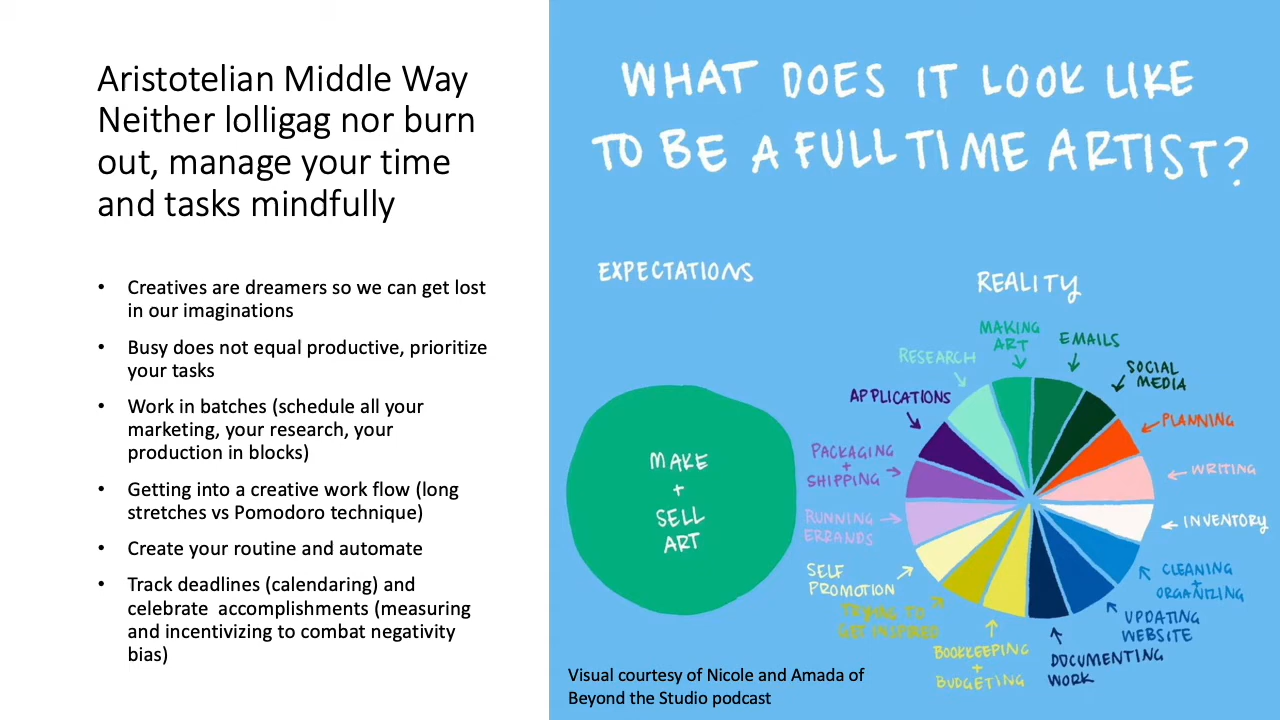 Aristotelian Middle Way
Neither lolligag nor burn
out, manage your time
and tasks mindfully
• Creatives are dreamers so we can get lost
in our imaginations
• Busy does not equal productive, prioritize
your tasks
• Work in batches (schedule all your
marketing, your research, your
production in blocks)
• Getting into a creative work flow (long
stretches vs Pomodoro technique)
• Create your routine and automate
• Track deadlines (calendaring) and
celebrate  accomplishments (measuring
and incentivizing to combat negativity
bias)
WHAT DOES IT LOOK LIKE
TO BE A FULL TIME ARTIST?
EXPECTATIONS
MAKE
+
SELL
ART
REALITY
MAKING
ART
EMAILS
SOCIAL
MEDIA
PLANNING
WRITING
INVENTORY
CLEANING
+
ORGANIZING
UPDATING
WEBSITE
DOCUMENTING
WORK
BOOKKEEPING
+
BUDGETING
TRYING TO
GET INSPIRED
SELF
PROMOTION
RUNNING
ERRANDS
PACKAGING
+
SHIPPING
APPLICATIONS
RESEARCH
Visual courtesy of Nicole and Amada of
Beyond the Studio podcast